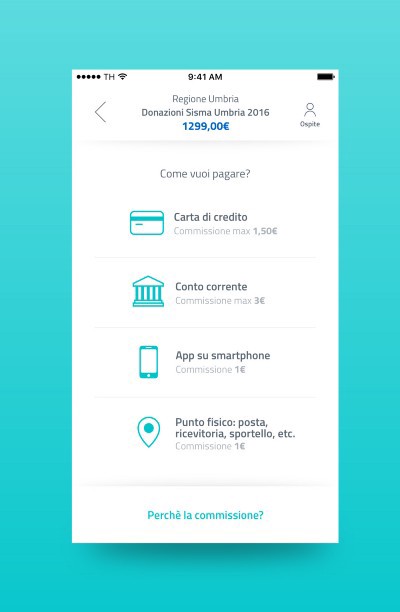 TH 9:41 AM
Regione Umbria
Donazioni Sisma Umbria 2016
1299,00€
Ospite
Come vuoi pagare?
Carta di credito
Commissione max 1,50€
Conto corrente
Commissione max 3€
App su smartphone
Commissione 1€
Punto fisico: posta,
ricevitoria, sportello, etc.
Commissione 1€
Perchè la commissione?